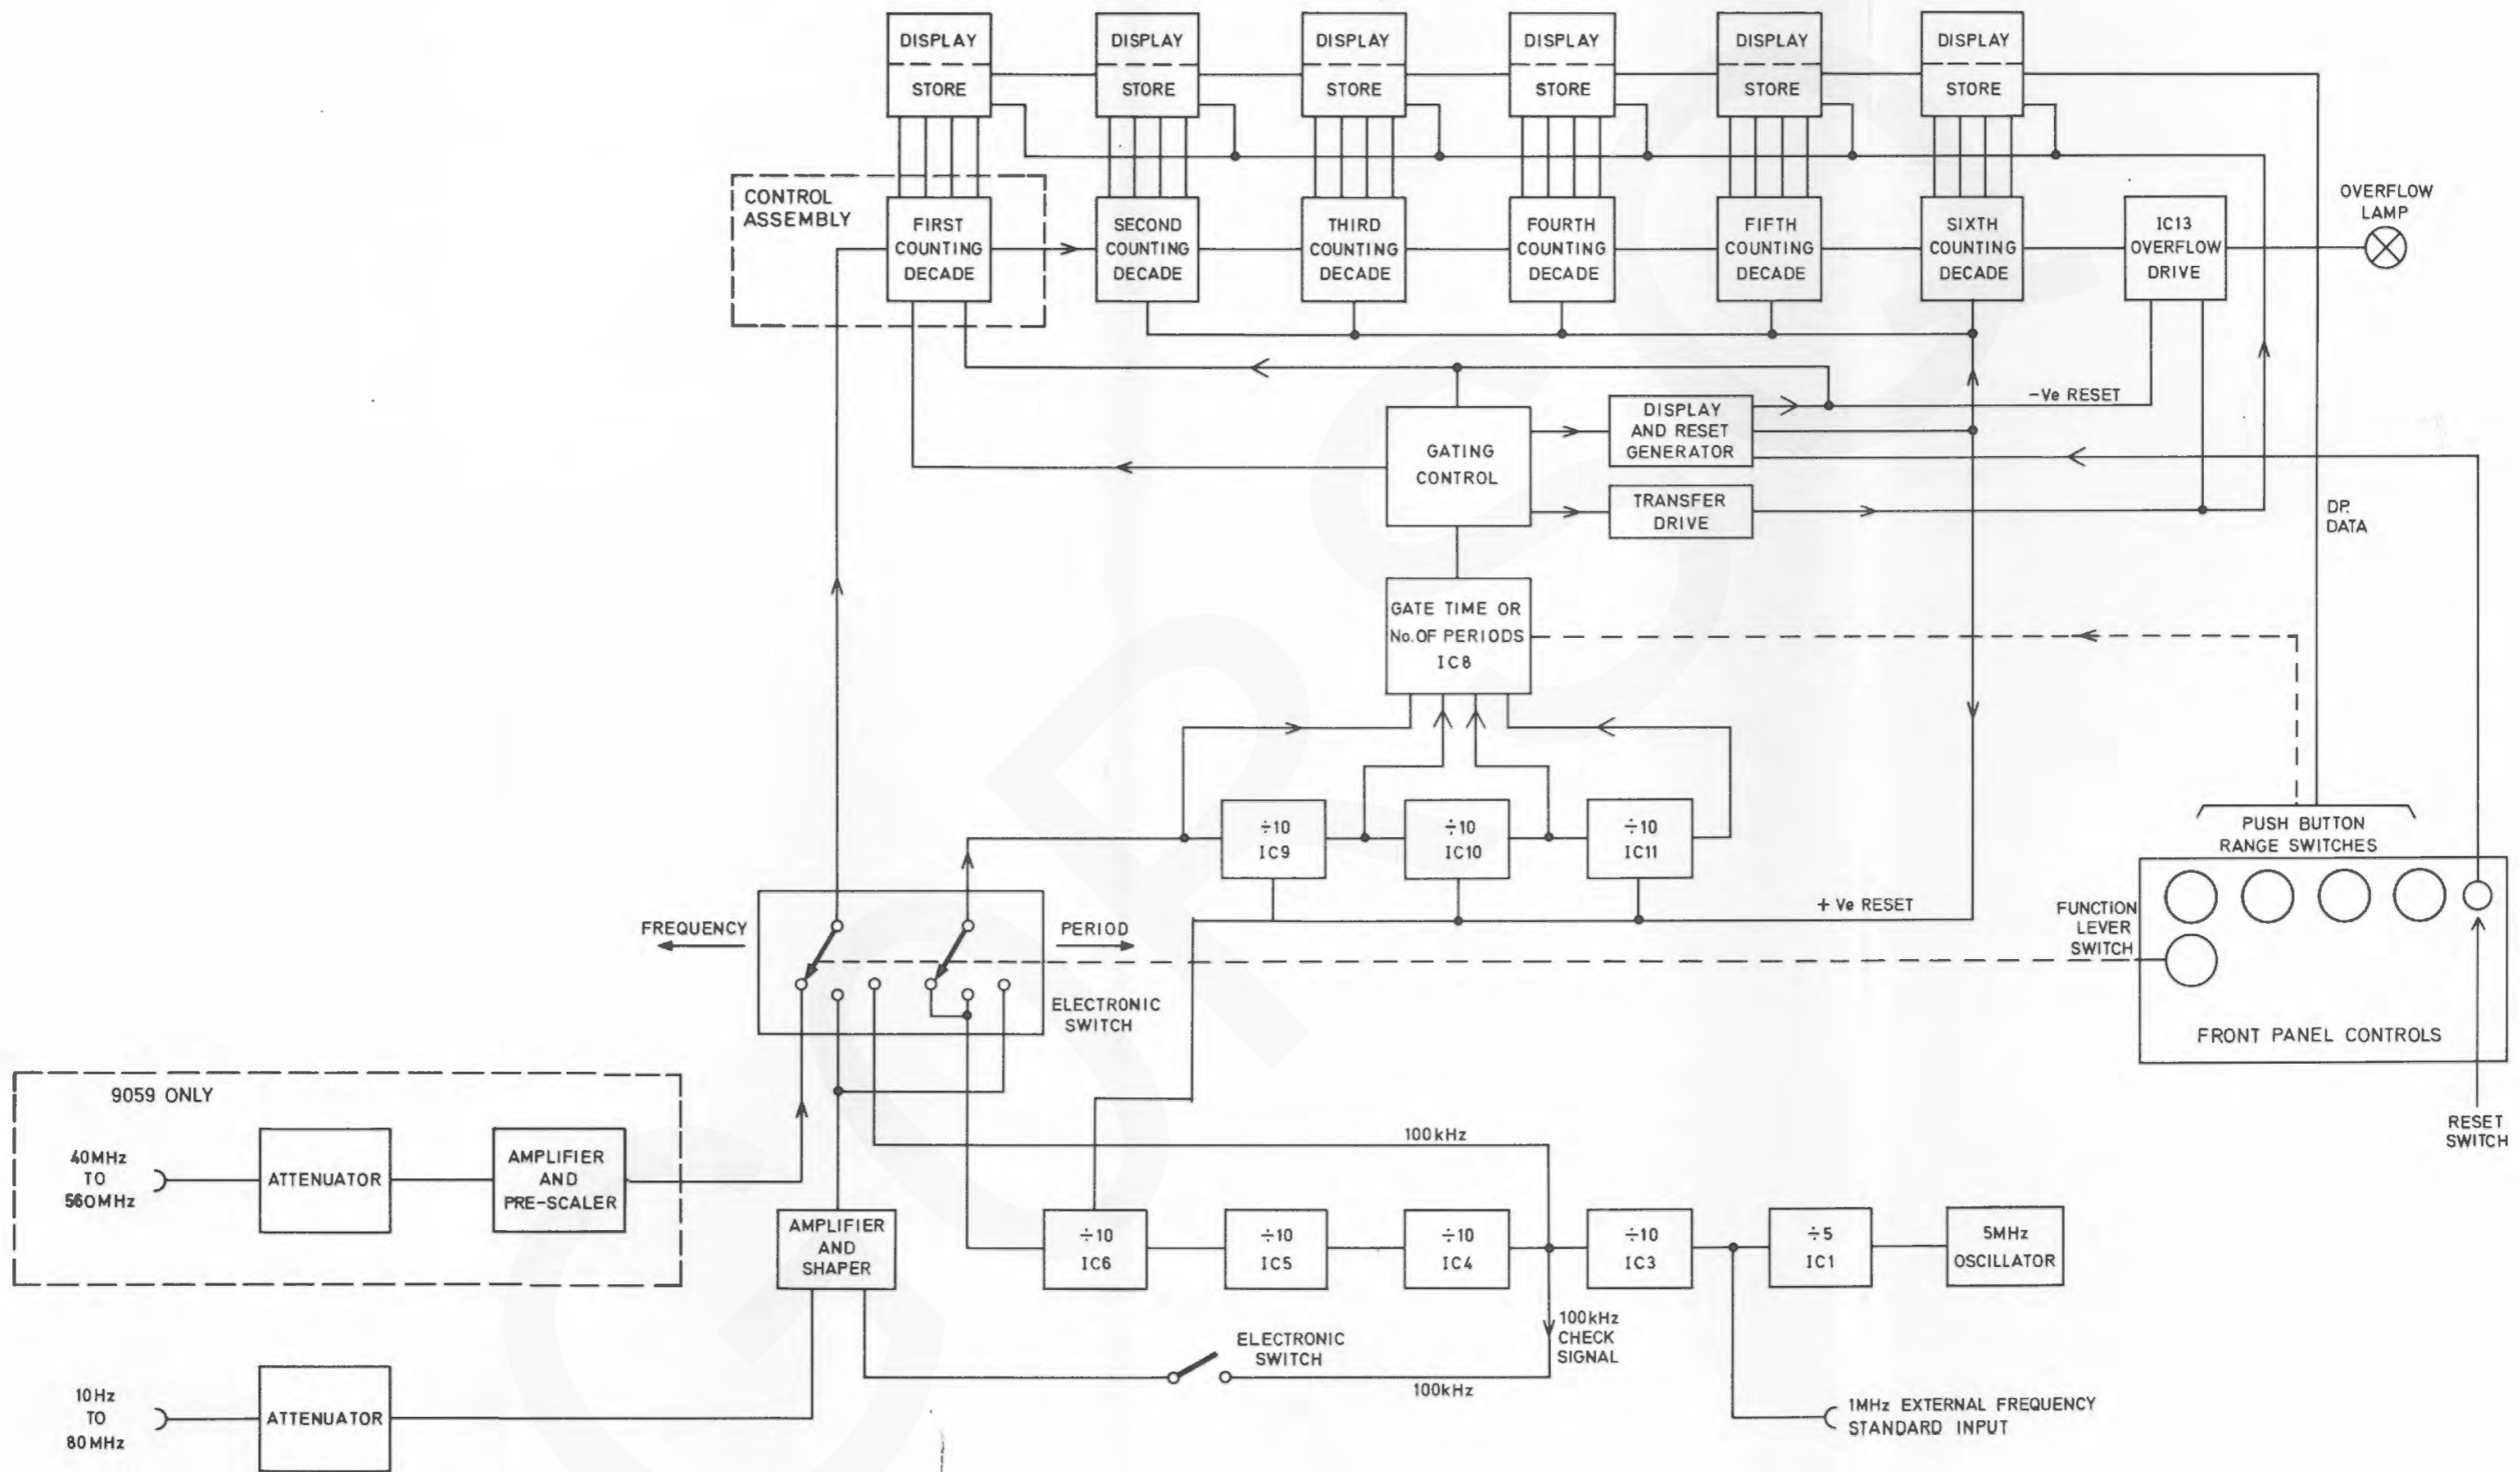 DISPLAY
STORE
DISPLAY
STORE
DISPLAY
STORE
DISPLAY
STORE
DISPLAY
STORE
DISPLAY
STORE
CONTROL
ASSEMBLY
FIRST
COUNTING
DECADE
SECOND
COUNTING
DECADE
THIRD
COUNTING
DECADE
FOURTH
COUNTING
DECADE
FIFTH
COUNTING
DECADE
SIXTH
COUNTING
DECADE
IC13
OVERFLOW
DRIVE
OVERFLOW
LAMP
-Ve RESET
GATING
CONTROL
DISPLAY
AND RESET
GENERATOR
TRANSFER
DRIVE
DP.
DATA
GATE TIME OR
No.OF PERIODS
IC8
÷10
IC9
÷10
IC10
÷10
IC11
PUSH BUTTON
RANGE SWITCHES
+Ve RESET
FUNCTION
LEVER
SWITCH
FRONT PANEL CONTROLS
RESET
SWITCH
FREQUENCY
PERIOD
ELECTRONIC
SWITCH
9059 ONLY
40MHz
TO
560MHz
ATTENUATOR
AMPLIFIER
AND
PRE-SCALER
100kHz
AMPLIFIER
AND
SHAPER
÷10
IC6
÷10
IC5
÷10
IC4
÷10
IC3
÷5
IC1
5MHz
OSCILLATOR
100kHz
CHECK
SIGNAL
ELECTRONIC
SWITCH
100kHz
10Hz
TO
80MHz
ATTENUATOR
1MHz EXTERNAL FREQUENCY
STANDARD INPUT